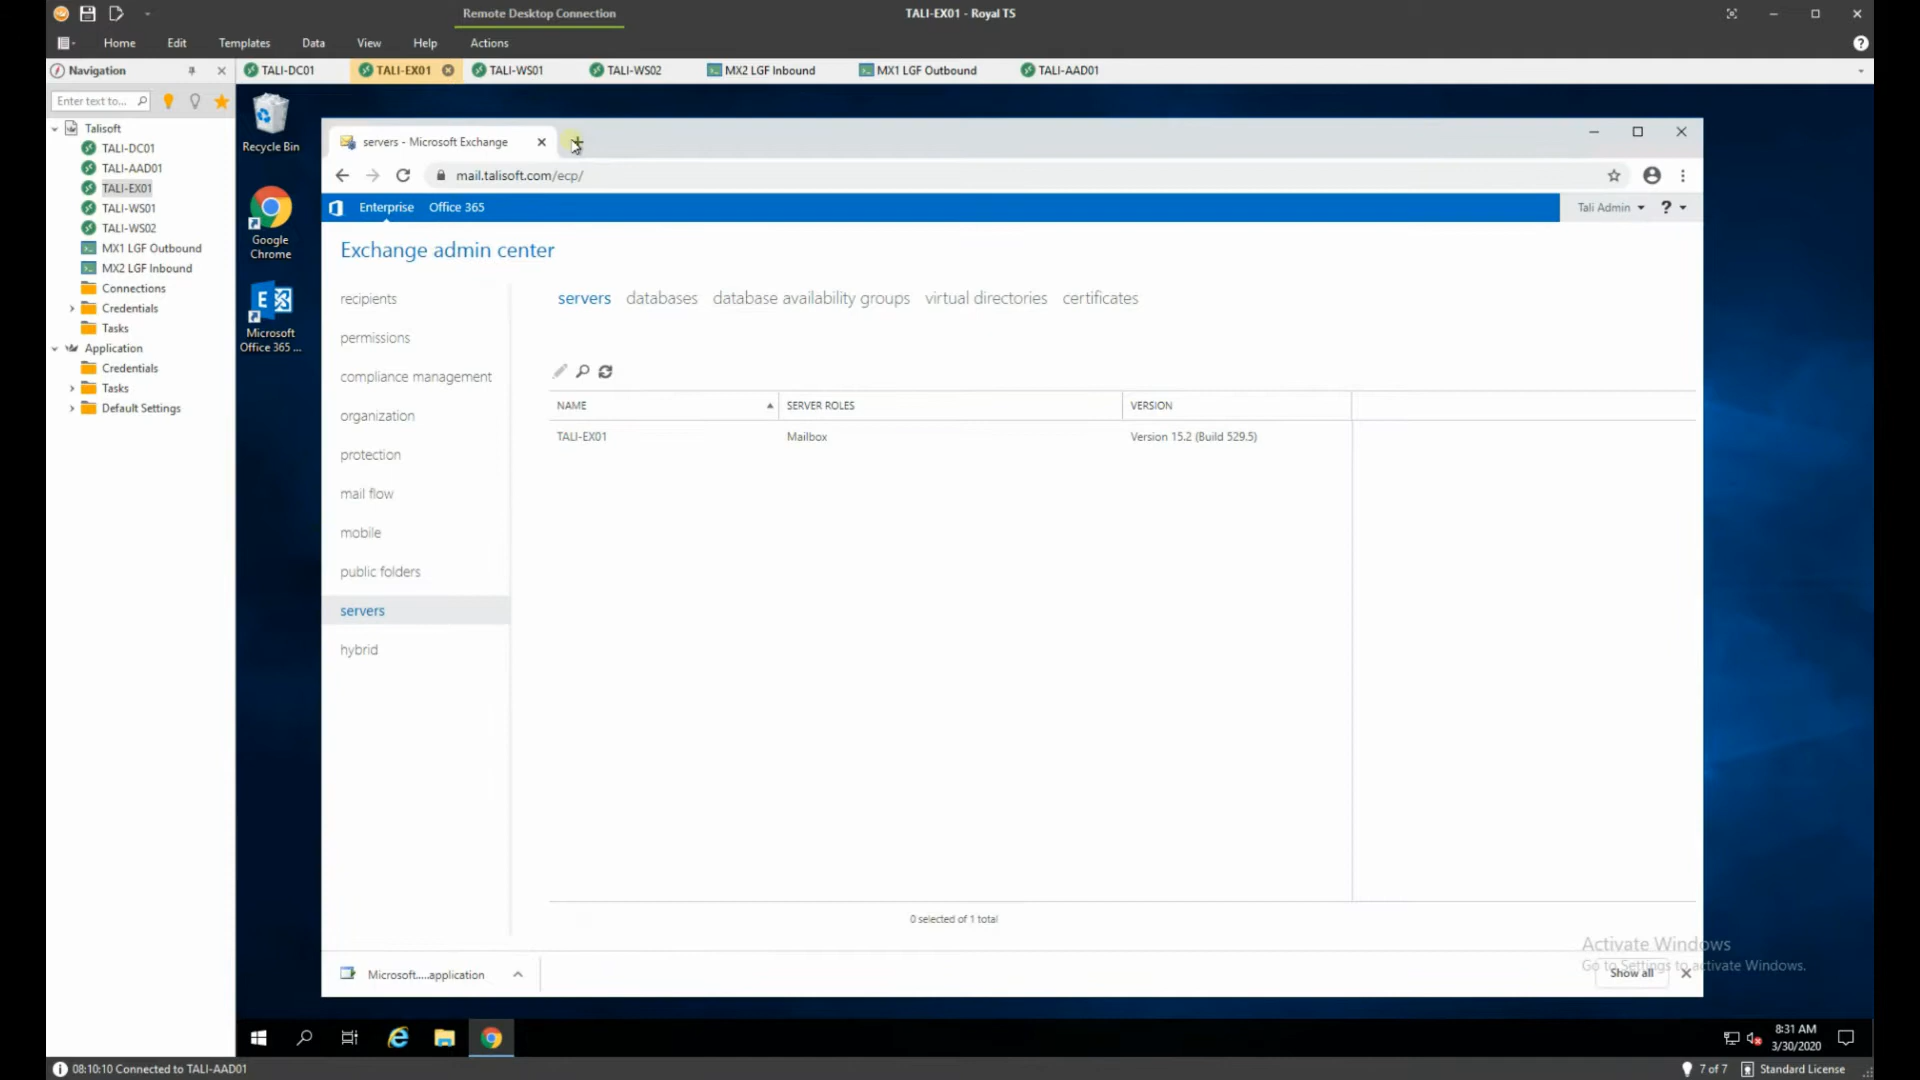 Remote Desktop Connection
TALI-EX01 - Royal TS
Home Edit Templates Data View Help Actions
Navigation
TALI-DC01 TALI-EX01 TALI-WS01 TALI-WS02 MX2 LGF Inbound MX1 LGF Outbound TALI-AAD01
Enter text to...
Talisoft
TALI-DC01
TALI-AAD01
TALI-EX01
TALI-WS01
TALI-WS02
MX1 LGF Outbound
MX2 LGF Inbound
Connections
Credentials
Tasks
Application
Credentials
Tasks
Default Settings
Recycle Bin
Google
Chrome
Microsoft
Office 365 ...
servers - Microsoft Exchange
mail.talisoft.com/ecp/
Enterprise Office 365
Tali Admin ?
Exchange admin center
recipients
permissions
compliance management
organization
protection
mail flow
mobile
public folders
servers
hybrid
servers databases database availability groups virtual directories certificates
NAME SERVER ROLES VERSION
TALI-EX01 Mailbox Version 15.2 (Build 529.5)
0 selected of 1 total
Microsoft.....application
Show all
Activate Windows
Go to Settings to activate Windows.
8:31 AM
3/30/2020
08:10:10 Connected to TALI-AAD01
7 of 7 Standard License